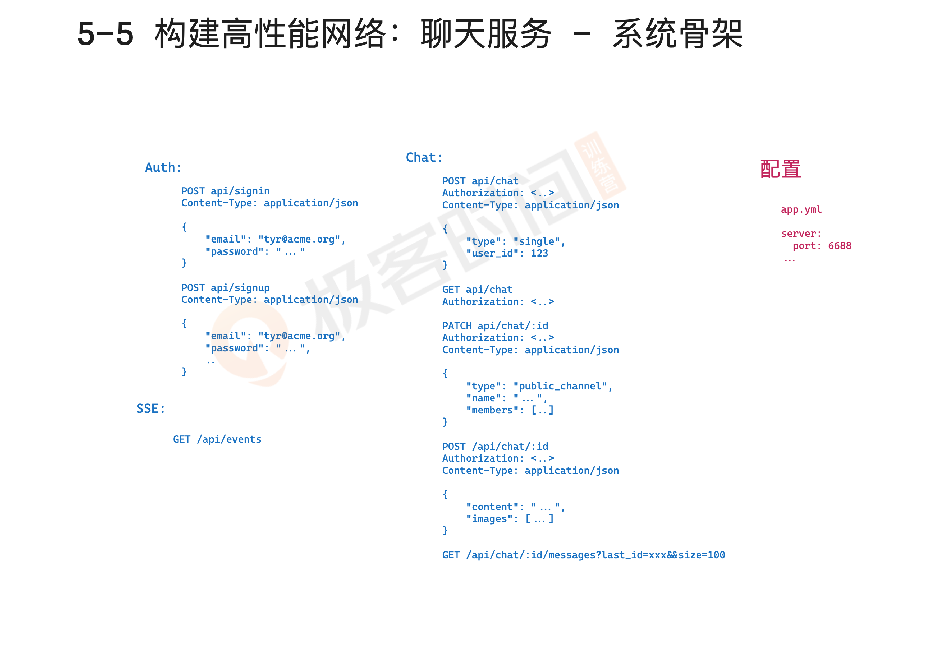 5-5 构建高性能网络：聊天服务 - 系统骨架
Auth:
POST api/signin
Content-Type: application/json
{
"email": "tyr@acme.org",
"password": "..."
}
POST api/signup
Content-Type: application/json
{
"email": "tyr@acme.org",
"password": "...",
..
}
SSE:
GET /api/events
Chat:
POST api/chat
Authorization: <..>
Content-Type: application/json
{
"type": "single",
"user_id": 123
}
GET api/chat
Authorization: <..>
PATCH api/chat/:id
Authorization: <..>
Content-Type: application/json
{
"type": "public_channel",
"name": "...",
"members": [..]
}
POST /api/chat/:id
Authorization: <..>
Content-Type: application/json
{
"content": "...",
"images": [...]
}
GET /api/chat/:id/messages?last_id=xxx&&size=100
配置
app.yml
server:
port: 6688
...
极客时间
训练营